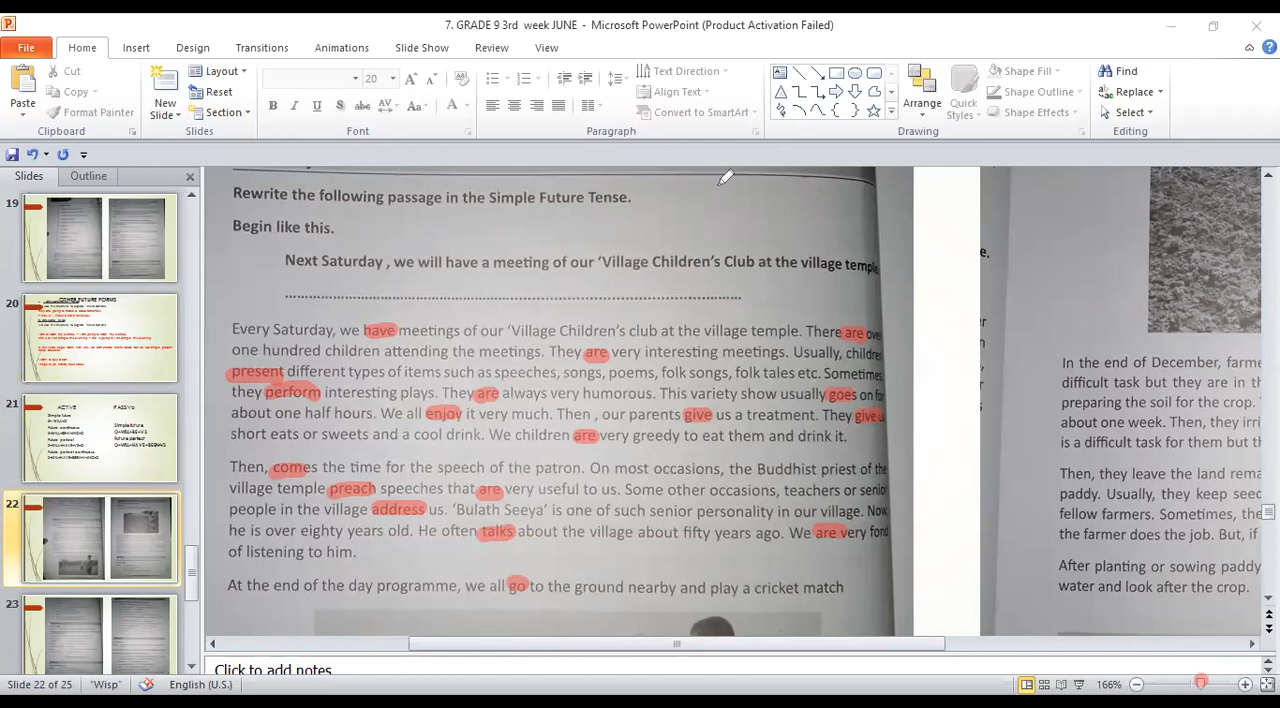 7. GRADE 9 3rd week JUNE - Microsoft PowerPoint (Product Activation Failed)
File Home Insert Design Transitions Animations Slide Show Review View
Cut
Copy
Format Painter
Paste
Clipboard
New
Slide
Layout
Reset
Section
Slides
20
Font
Paragraph
Text Direction
Align Text
Convert to SmartArt
Arrange
Quick
Styles
Shape Fill
Shape Outline
Shape Effects
Drawing
Find
Replace
Select
Editing
Slides Outline
19
20
OTHER FUTURE FORMS
21
ACTIVE PASSIVE
22
23
Rewrite the following passage in the Simple Future Tense.
Begin like this.
Next Saturday , we will have a meeting of our ‘Village Children’s Club at the village temple
Every Saturday, we have meetings of our ‘Village Children’s club at the village temple. There are over
one hundred children attending the meetings. They are very interesting meetings. Usually, children
present different types of items such as speeches, songs, poems, folk songs, folk tales etc. Sometimes
they perform interesting plays. They are always very humorous. This variety show usually goes on for
about one half hours. We all enjoy it very much. Then , our parents give us a treatment. They give us
short eats or sweets and a cool drink. We children are very greedy to eat them and drink it.
Then, comes the time for the speech of the patron. On most occasions, the Buddhist priest of the
village temple preach speeches that are very useful to us. Some other occasions, teachers or senior
people in the village address us. ‘Bulath Seeya’ is one of such senior personality in our village. Now
he is over eighty years old. He often talks about the village about fifty years ago. We are very fond
of listening to him.
At the end of the day programme, we all go to the ground nearby and play a cricket match
In the end of December, farme
difficult task but they are in th
preparing the soil for the crop.
about one week. Then, they irri
is a difficult task for them but th
Then, they leave the land rema
paddy. Usually, they keep seed
fellow farmers. Sometimes, the
the farmer does the job. But, if
After planting or sowing paddy
water and look after the crop.
Click to add notes
Slide 22 of 25 "Wisp" English (U.S.) 166%